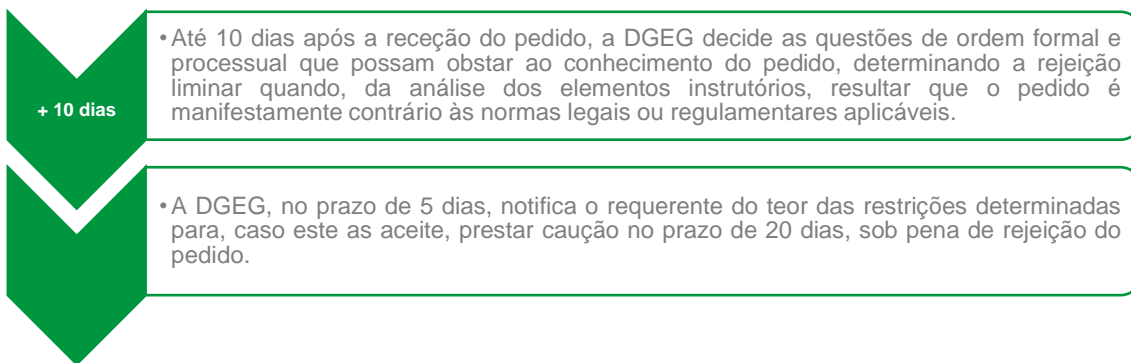 • Até 10 dias após a receção do pedido, a DGEG decide as questões de ordem formal e
processual que possam obstar ao conhecimento do pedido, determinando a rejeição
liminar quando, da análise dos elementos instrutórios, resultar que o pedido é
manifestamente contrário às normas legais ou regulamentares aplicáveis.
+ 10 dias
• A DGEG, no prazo de 5 dias, notifica o requerente do teor das restrições determinadas
para, caso este as aceite, prestar caução no prazo de 20 dias, sob pena de rejeição do
pedido.